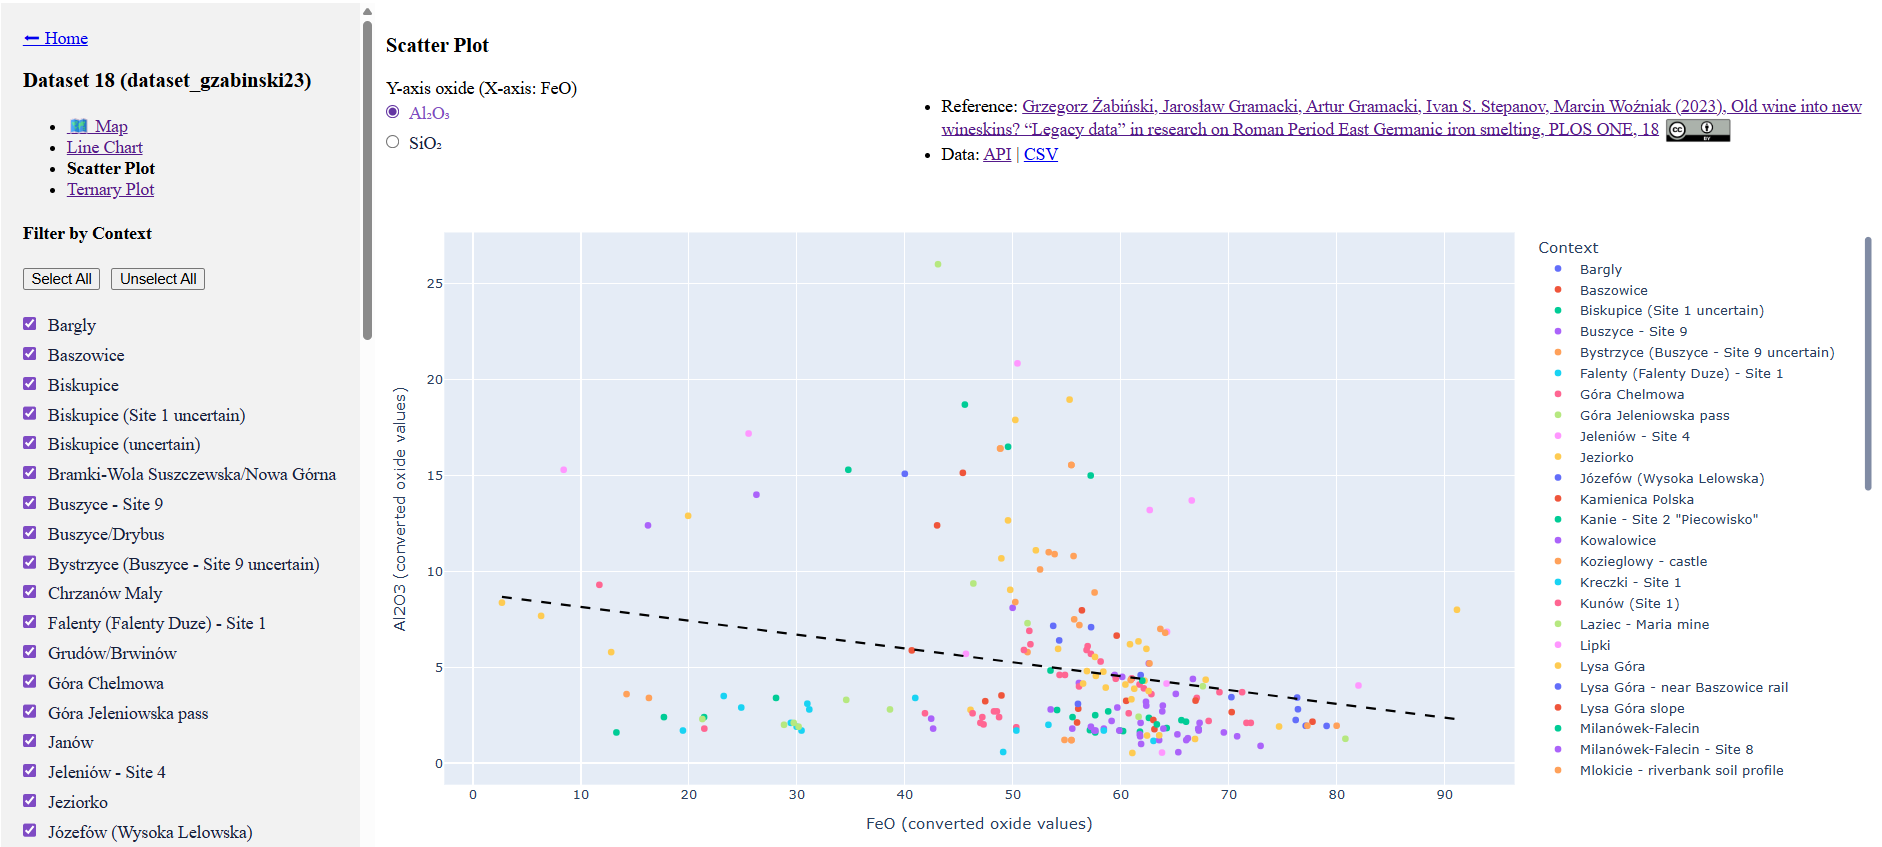 ← Home
Dataset 18 (dataset_gzabinski23)
Map
Line Chart
Scatter Plot
Ternary Plot
Filter by Context
Select All
Unselect All
Bargly
Baszowice
Biskupice
Biskupice (Site 1 uncertain)
Biskupice (uncertain)
Bramki-Wola Suszczewska/Nowa Górna
Buszyce - Site 9
Buszyce/Drybus
Bystrzyce (Buszyce - Site 9 uncertain)
Chrzanów Maly
Falenty (Falenty Duze) - Site 1
Grudów/Brwinów
Góra Chelmowa
Góra Jeleniowska pass
Janów
Jeleniów - Site 4
Jeziorko
Józefów (Wysoka Lelowska)
Scatter Plot
Y-axis oxide (X-axis: FeO)
Al₂O₃
SiO₂
Reference: Grzegorz Żabiński, Jarosław Gramacki, Artur Gramacki, Ivan S. Stepanov, Marcin Woźniak (2023), Old wine into new
wineskins? “Legacy data” in research on Roman Period East Germanic iron smelting, PLOS ONE, 18
CC BY
Data: API | CSV
Al2O3 (converted oxide values)
25
20
15
10
5
0
0 10 20 30 40 50 60 70 80 90
FeO (converted oxide values)
Context
Bargly
Baszowice
Biskupice (Site 1 uncertain)
Buszyce - Site 9
Bystrzyce (Buszyce - Site 9 uncertain)
Falenty (Falenty Duze) - Site 1
Góra Chelmowa
Góra Jeleniowska pass
Jeleniów - Site 4
Jeziorko
Józefów (Wysoka Lelowska)
Kamienica Polska
Kanie - Site 2 "Piecowisko"
Kowalowice
Kozieglowy - castle
Kreczki - Site 1
Kunów (Site 1)
Laziec - Maria mine
Lipki
Lysa Góra
Lysa Góra - near Baszowice rail
Lysa Góra slope
Milanówek-Falecin
Milanówek-Falecin - Site 8
Mlokicie - riverbank soil profile